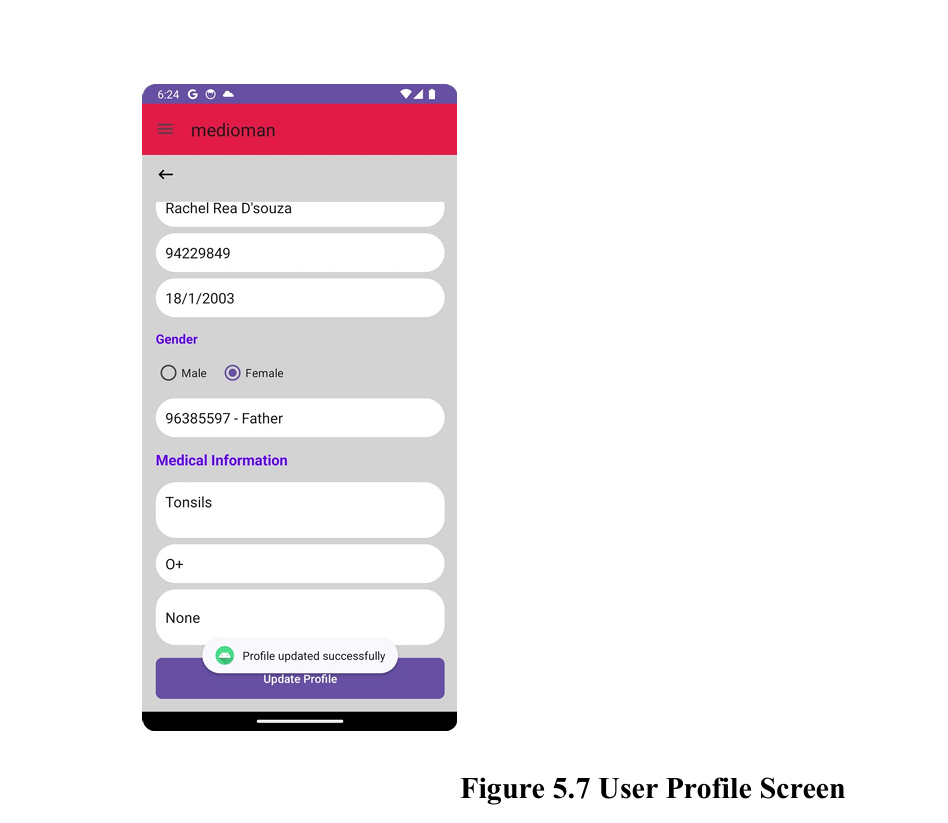 6:24
medioman
Rachel Rea D'souza
94229849
18/1/2003
Gender
Male Female
96385597 - Father
Medical Information
Tonsils
O+
None
Profile updated successfully
Update Profile
Figure 5.7 User Profile Screen